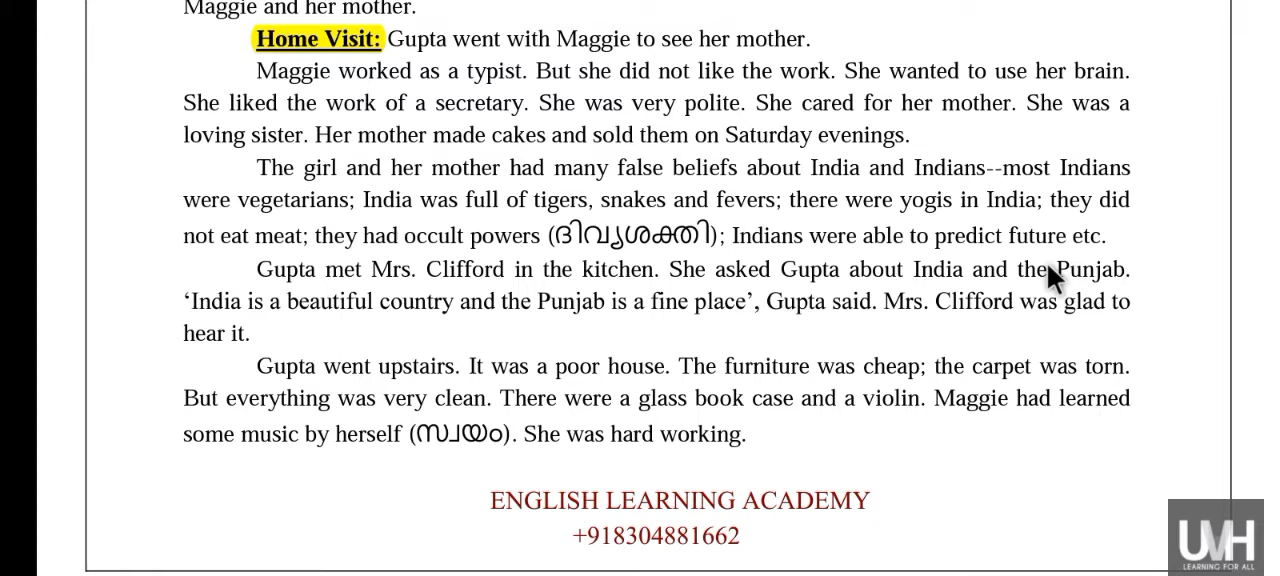 Maggie and her mother.
Home Visit: Gupta went with Maggie to see her mother.
Maggie worked as a typist. But she did not like the work. She wanted to use her brain.
She liked the work of a secretary. She was very polite. She cared for her mother. She was a
loving sister. Her mother made cakes and sold them on Saturday evenings.
The girl and her mother had many false beliefs about India and Indians--most Indians
were vegetarians; India was full of tigers, snakes and fevers; there were yogis in India; they did
not eat meat; they had occult powers (ദിവ്യശക്തി); Indians were able to predict future etc.
Gupta met Mrs. Clifford in the kitchen. She asked Gupta about India and the Punjab.
‘India is a beautiful country and the Punjab is a fine place’, Gupta said. Mrs. Clifford was glad to
hear it.
Gupta went upstairs. It was a poor house. The furniture was cheap; the carpet was torn.
But everything was very clean. There were a glass book case and a violin. Maggie had learned
some music by herself (സ്വയം). She was hard working.
ENGLISH LEARNING ACADEMY
+918304881662
UMH
LEARNING FOR ALL